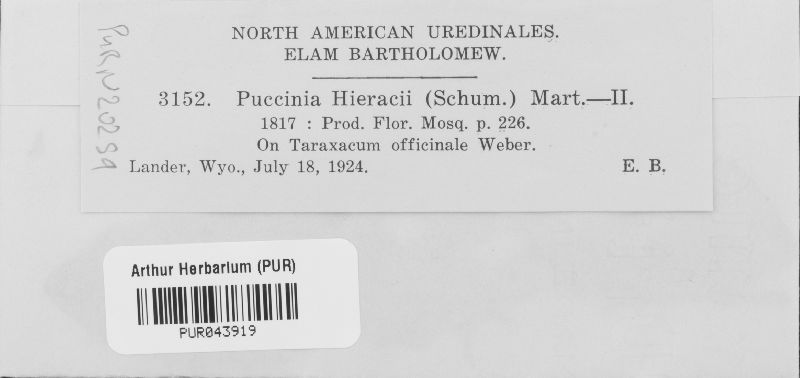 NORTH AMERICAN UREDINALES.
ELAM BARTHOLOMEW.
3152. Puccinia Hieracii (Schum.) Mart.—II.
1817 : Prod. Flor. Mosq. p. 226.
On Taraxacum officinale Weber.
Lander, Wyo., July 18, 1924. E. B.
PUR N20259
Arthur Herbarium (PUR)
PUR043919